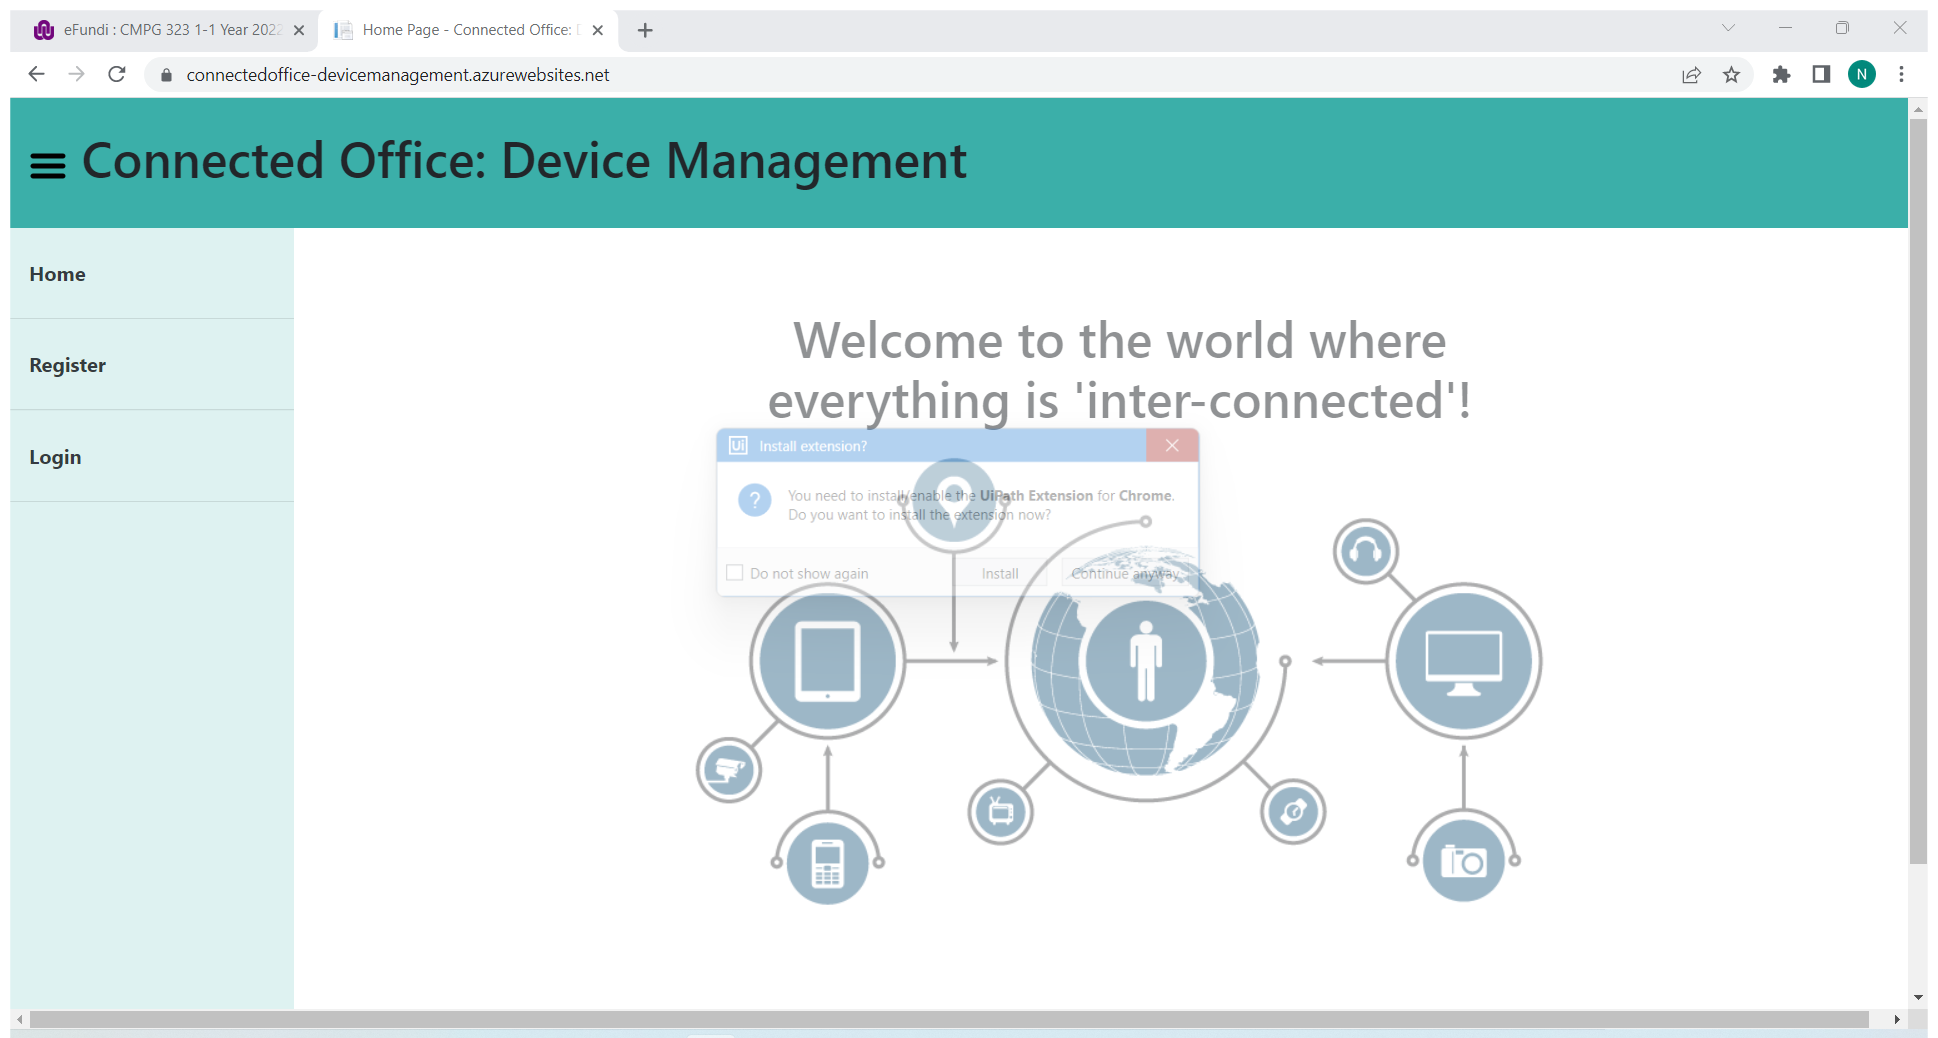 eFundi : CMPG 323 1-1 Year 2022
Home Page - Connected Office: D
connectedoffice-devicemanagement.azurewebsites.net
N
Connected Office: Device Management
Home
Register
Login
Welcome to the world where
everything is 'inter-connected'!
Ui Install extension?
? You need to install/enable the UiPath Extension for Chrome.
Do you want to install the extension now?
Do not show again
Install
Continue anyway